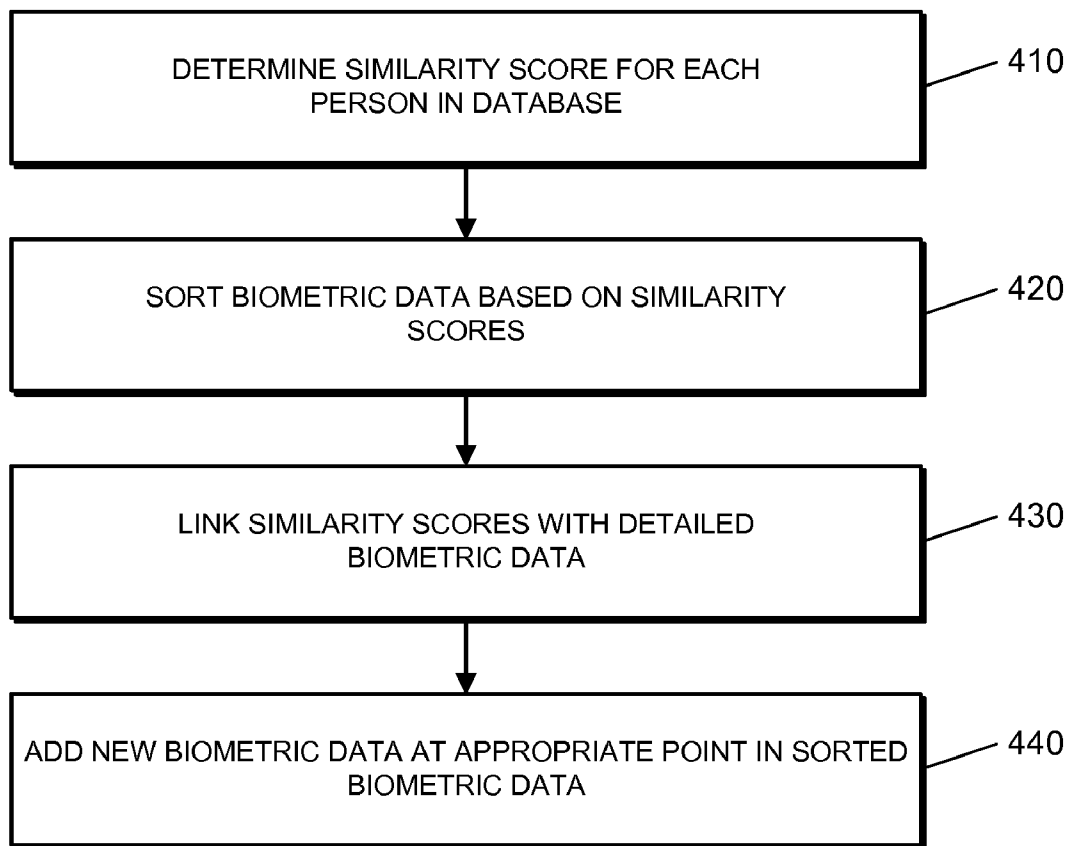 DETERMINE SIMILARITY SCORE FOR EACH
PERSON IN DATABASE
410
SORT BIOMETRIC DATA BASED ON SIMILARITY
SCORES
420
LINK SIMILARITY SCORES WITH DETAILED
BIOMETRIC DATA
430
ADD NEW BIOMETRIC DATA AT APPROPRIATE POINT IN SORTED
BIOMETRIC DATA
440